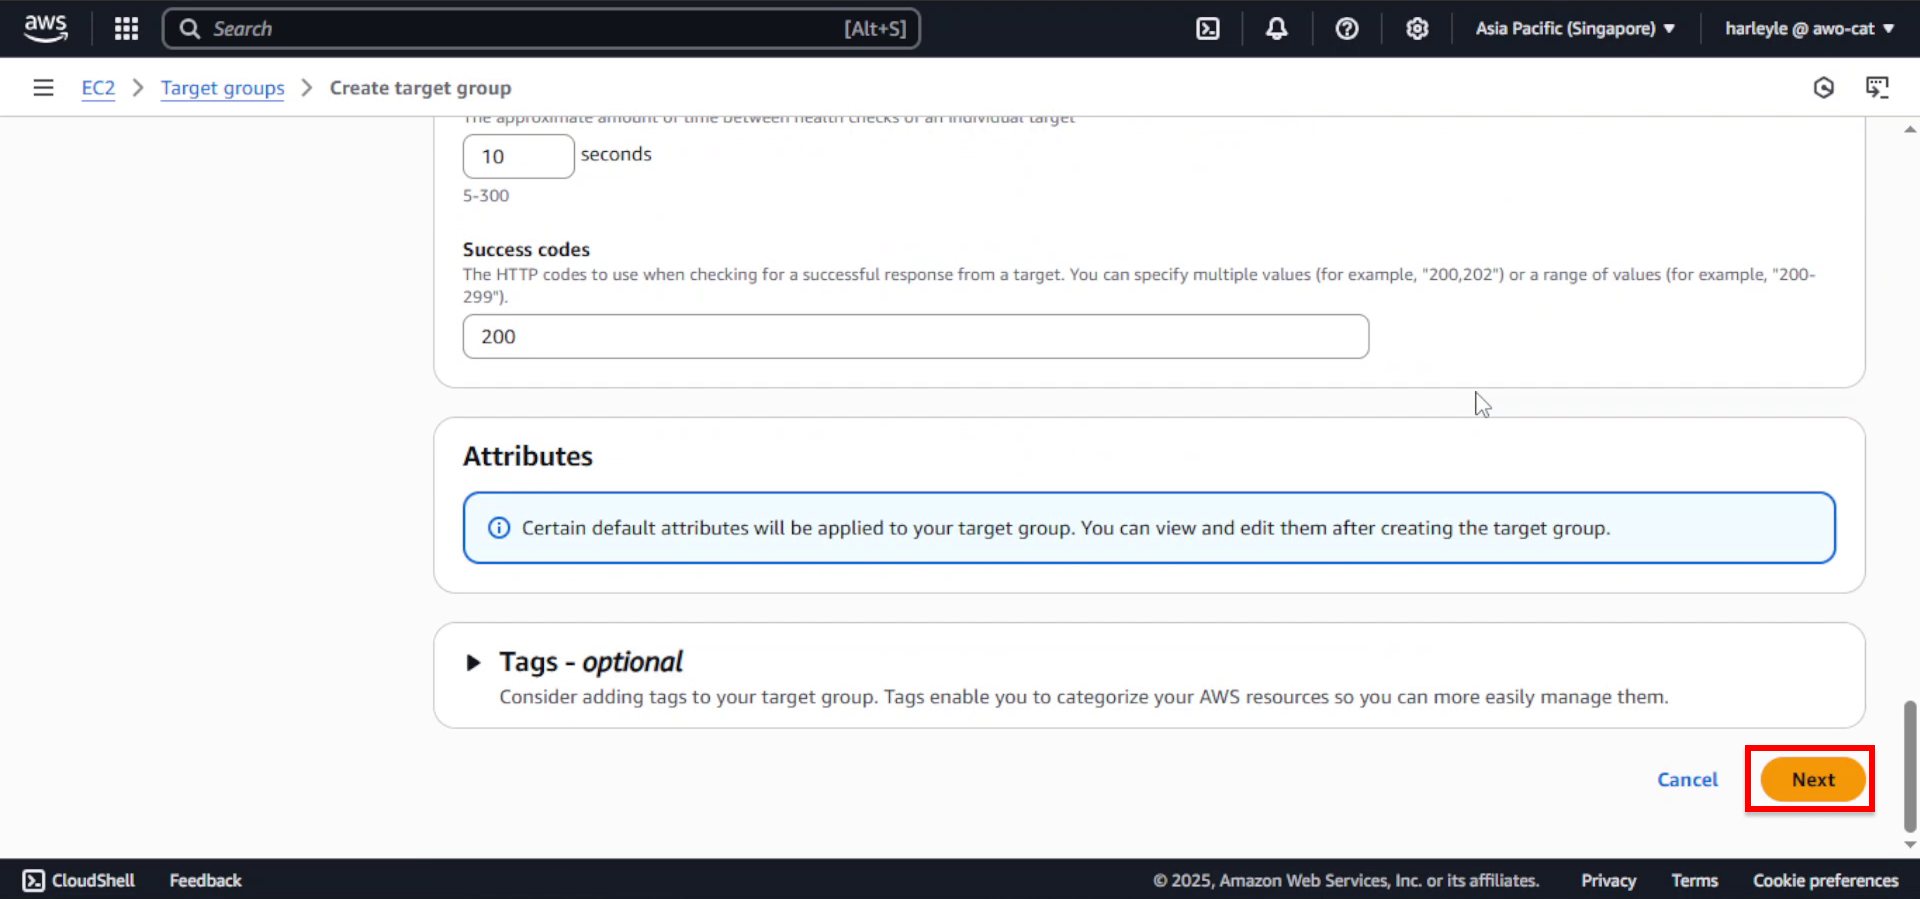 aws
Search
[Alt+S]
Asia Pacific (Singapore)
harleyle @ awo-cat
EC2
Target groups
Create target group
The approximate amount of time between health checks of an individual target
10
seconds
5-300
Success codes
The HTTP codes to use when checking for a successful response from a target. You can specify multiple values (for example, "200,202") or a range of values (for example, "200-
299").
200
Attributes
Certain default attributes will be applied to your target group. You can view and edit them after creating the target group.
Tags - optional
Consider adding tags to your target group. Tags enable you to categorize your AWS resources so you can more easily manage them.
Cancel
Next
CloudShell
Feedback
© 2025, Amazon Web Services, Inc. or its affiliates.
Privacy
Terms
Cookie preferences